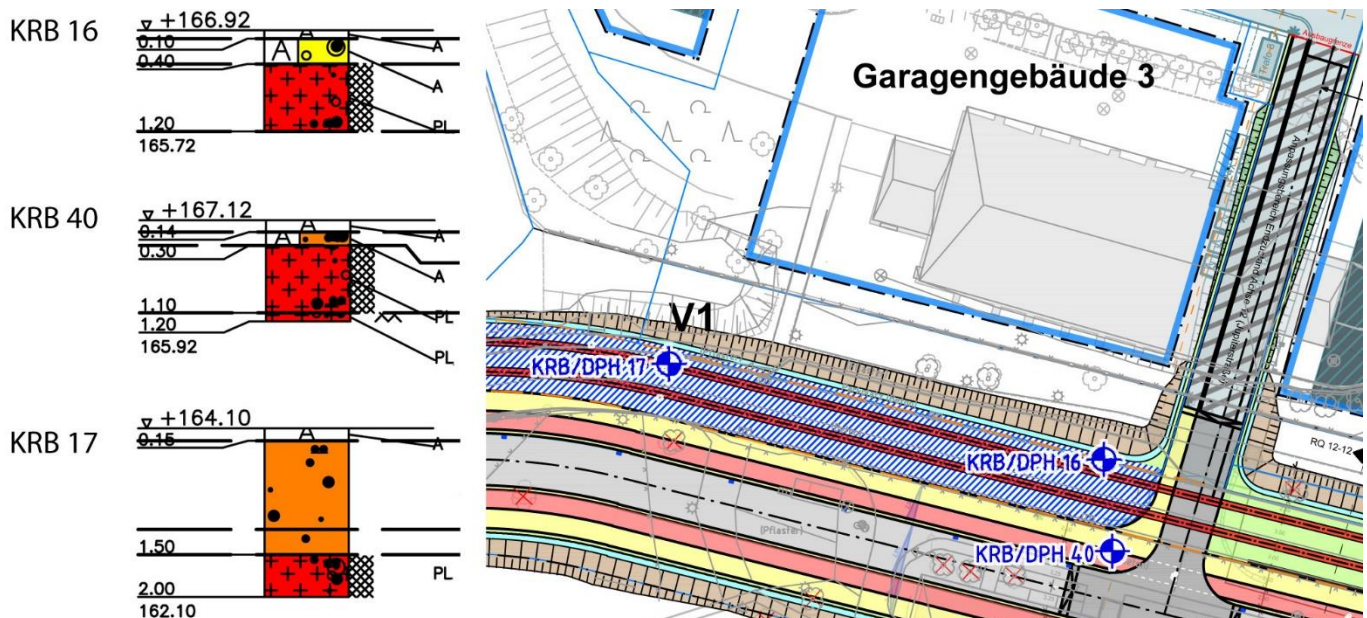 KRB 16
+166.92
A
0.10
A
0.40
A
PL
1.20
165.72
KRB 40
+167.12
A
0.14
A
A
0.30
A
1.10
PL
1.20
165.92
PL
KRB 17
+164.10
A
0.15
A
1.50
PL
2.00
162.10
Garagengebäude 3
Ausbaugrenze
Trafo-B
V1
KRB/DPH 17
KRB/DPH 16
KRB/DPH 40
(Pflaster)
RQ 12-12